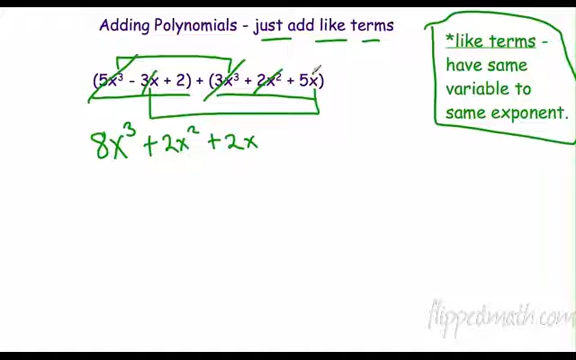 Adding Polynomials - just add like terms
(5x³ - 3x + 2) + (3x³ + 2x² + 5x)
8x³ + 2x² + 2x
*like terms -
have same
variable to
same exponent.
flippedmath.com